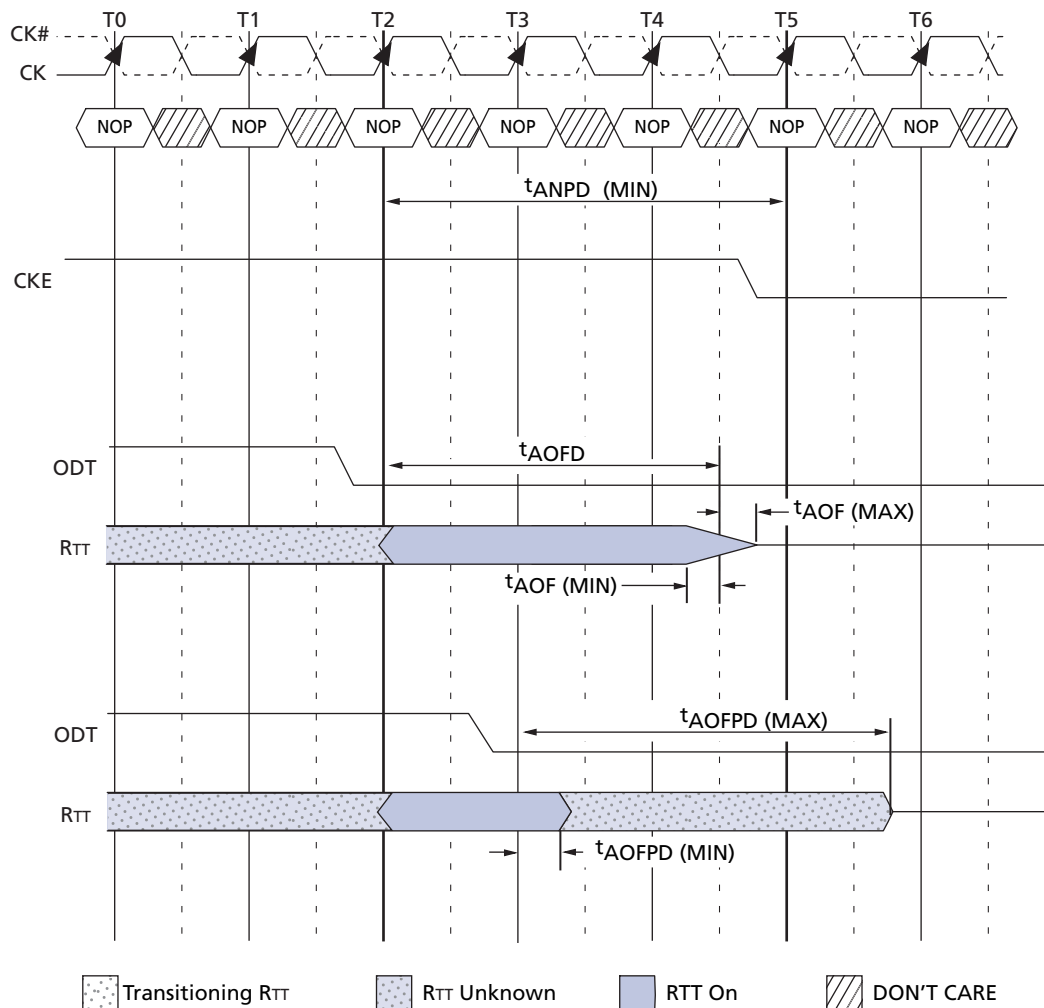 T0 T1 T2 T3 T4 T5 T6
CK#
CK
NOP NOP NOP NOP NOP NOP NOP
tANPD (MIN)
CKE
tAOFD
ODT
tAOF (MAX)
RTT
tAOF (MIN)
tAOFPD (MAX)
ODT
RTT
tAOFPD (MIN)
Transitioning RTT RTT Unknown RTT On DON'T CARE